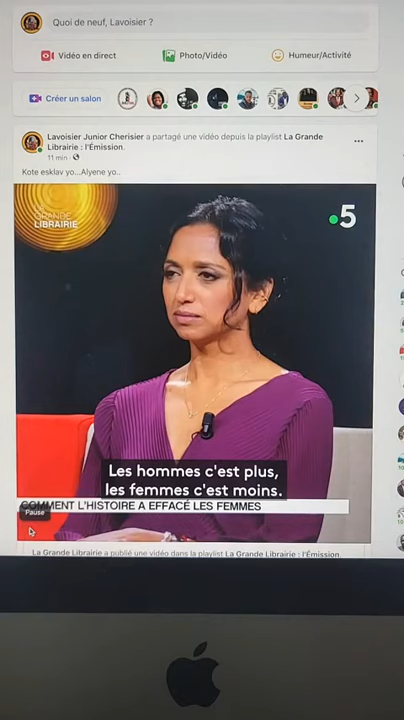 Quoi de neuf, Lavoisier ?
Vidéo en direct
Photo/Vidéo
Humeur/Activité
Créer un salon
Lavoisier Junior Cherisier a partagé une vidéo depuis la playlist La Grande
Librairie : l'Émission.
11 min
Kote esklav yo...Alyene yo..
LA GRANDE
LIBRAIRIE
5
Les hommes c'est plus,
les femmes c'est moins.
COMMENT L'HISTOIRE A EFFACÉ LES FEMMES
Pause
La Grande Librairie a publié une vidéo dans la playlist La Grande Librairie : l'Émission.